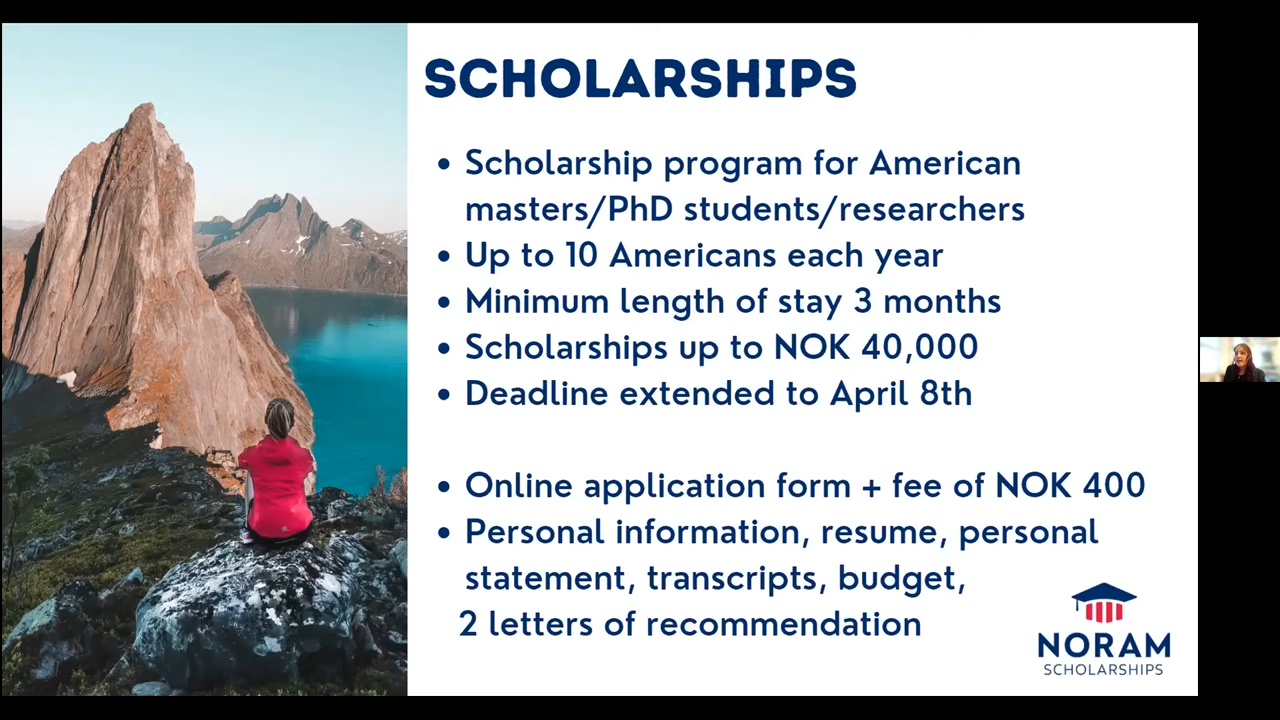 SCHOLARSHIPS
• Scholarship program for American
masters/PhD students/researchers
• Up to 10 Americans each year
• Minimum length of stay 3 months
• Scholarships up to NOK 40,000
• Deadline extended to April 8th
• Online application form + fee of NOK 400
• Personal information, resume, personal
statement, transcripts, budget,
2 letters of recommendation
NORAM
SCHOLARSHIPS